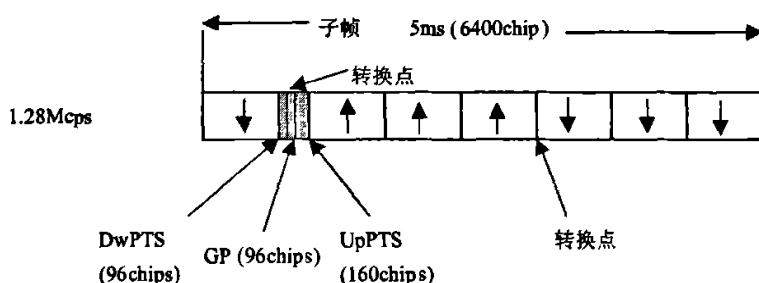 子帧 5ms (6400chip)
转换点
1.28Mcps
DwPTS
(96chips)
GP (96chips)
UpPTS
(160chips)
转换点